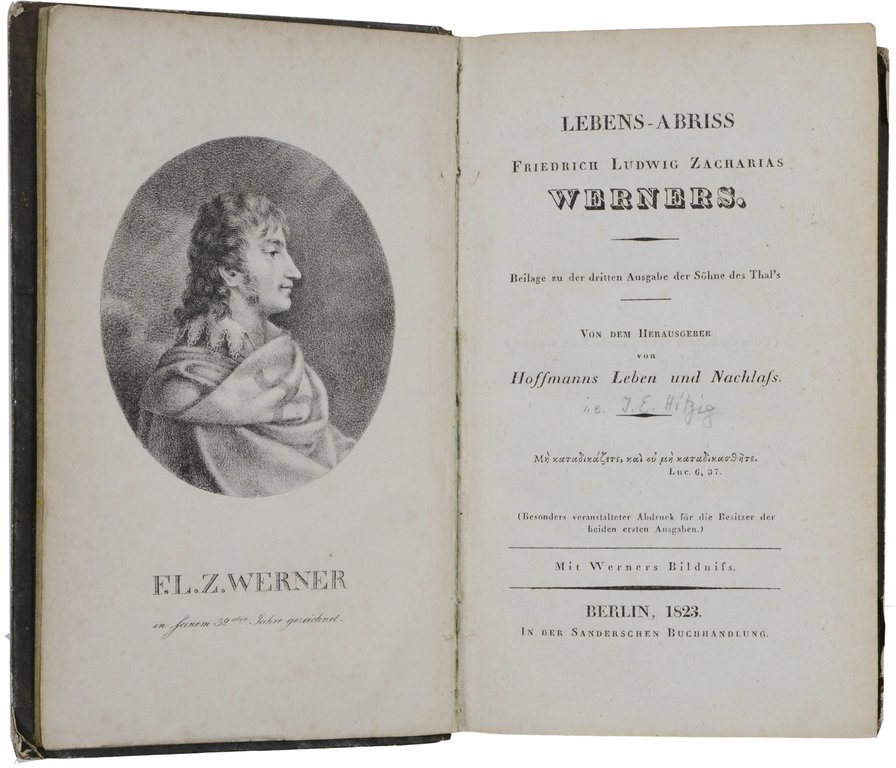 F.L.Z.WERNER
in seinem 39sten Jahre gezeichnet.
LEBENS-ABRISS
FRIEDRICH LUDWIG ZACHARIAS
WERNERS.
Beilage zu der dritten Ausgabe der Söhne des Thal's
VON DEM HERAUSGEBER
von
Hoffmanns Leben und Nachlaſs.
i.e. J. E. Hitzig
Μὴ καταδικάζετε, καὶ οὐ μὴ καταδικασθῆτε.
Luc. 6, 37.
(Besonders veranstalteter Abdruck für die Besitzer der
beiden ersten Ausgaben.)
Mit Werners Bildniſs.
BERLIN, 1823.
IN DER SANDERSCHEN BUCHHANDLUNG.